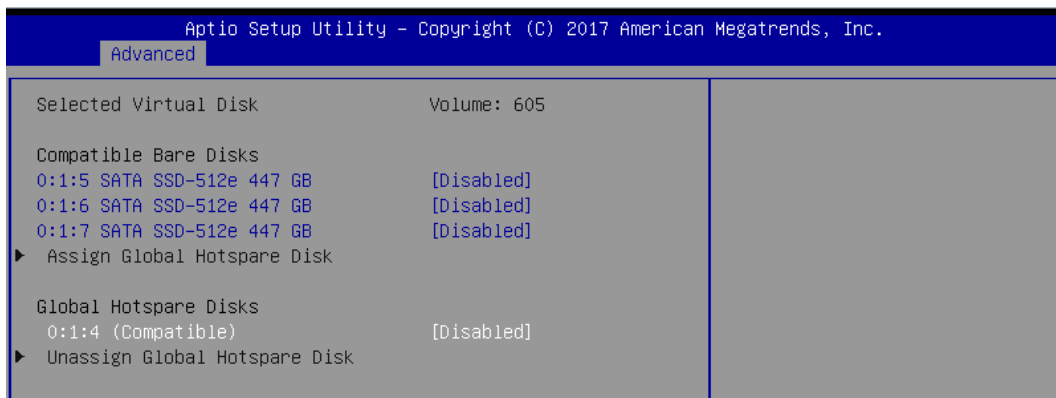 Aptio Setup Utility – Copyright (C) 2017 American Megatrends, Inc.
Advanced
Selected Virtual Disk Volume: 605
Compatible Bare Disks
0:1:5 SATA SSD-512e 447 GB [Disabled]
0:1:6 SATA SSD-512e 447 GB [Disabled]
0:1:7 SATA SSD-512e 447 GB [Disabled]
Assign Global Hotspare Disk
Global Hotspare Disks
0:1:4 (Compatible) [Disabled]
Unassign Global Hotspare Disk